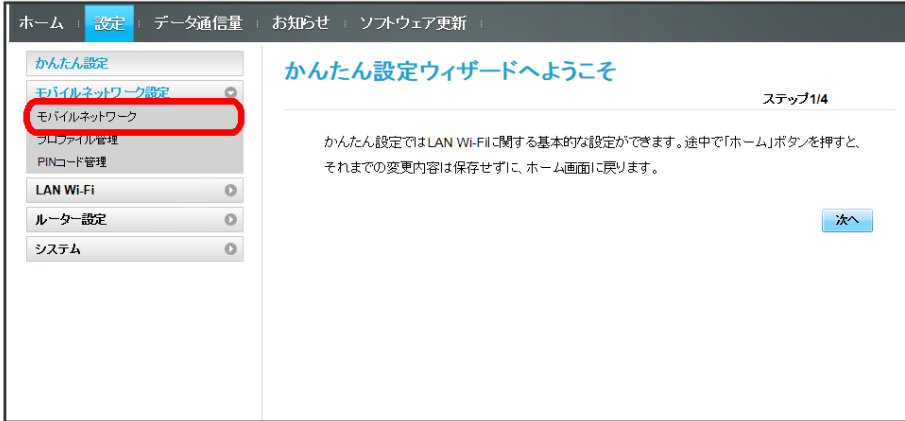 ホーム 設定 データ通信量 お知らせ ソフトウェア更新
かんたん設定
モバイルネットワーク設定
モバイルネットワーク
プロファイル管理
PINコード管理
LAN Wi-Fi
ルーター設定
システム
かんたん設定ウィザードへようこそ
ステップ1/4
かんたん設定ではLAN Wi-Fiに関する基本的な設定ができます。途中で「ホーム」ボタンを押すと、
それまでの変更内容は保存せずに、ホーム画面に戻ります。
次へ